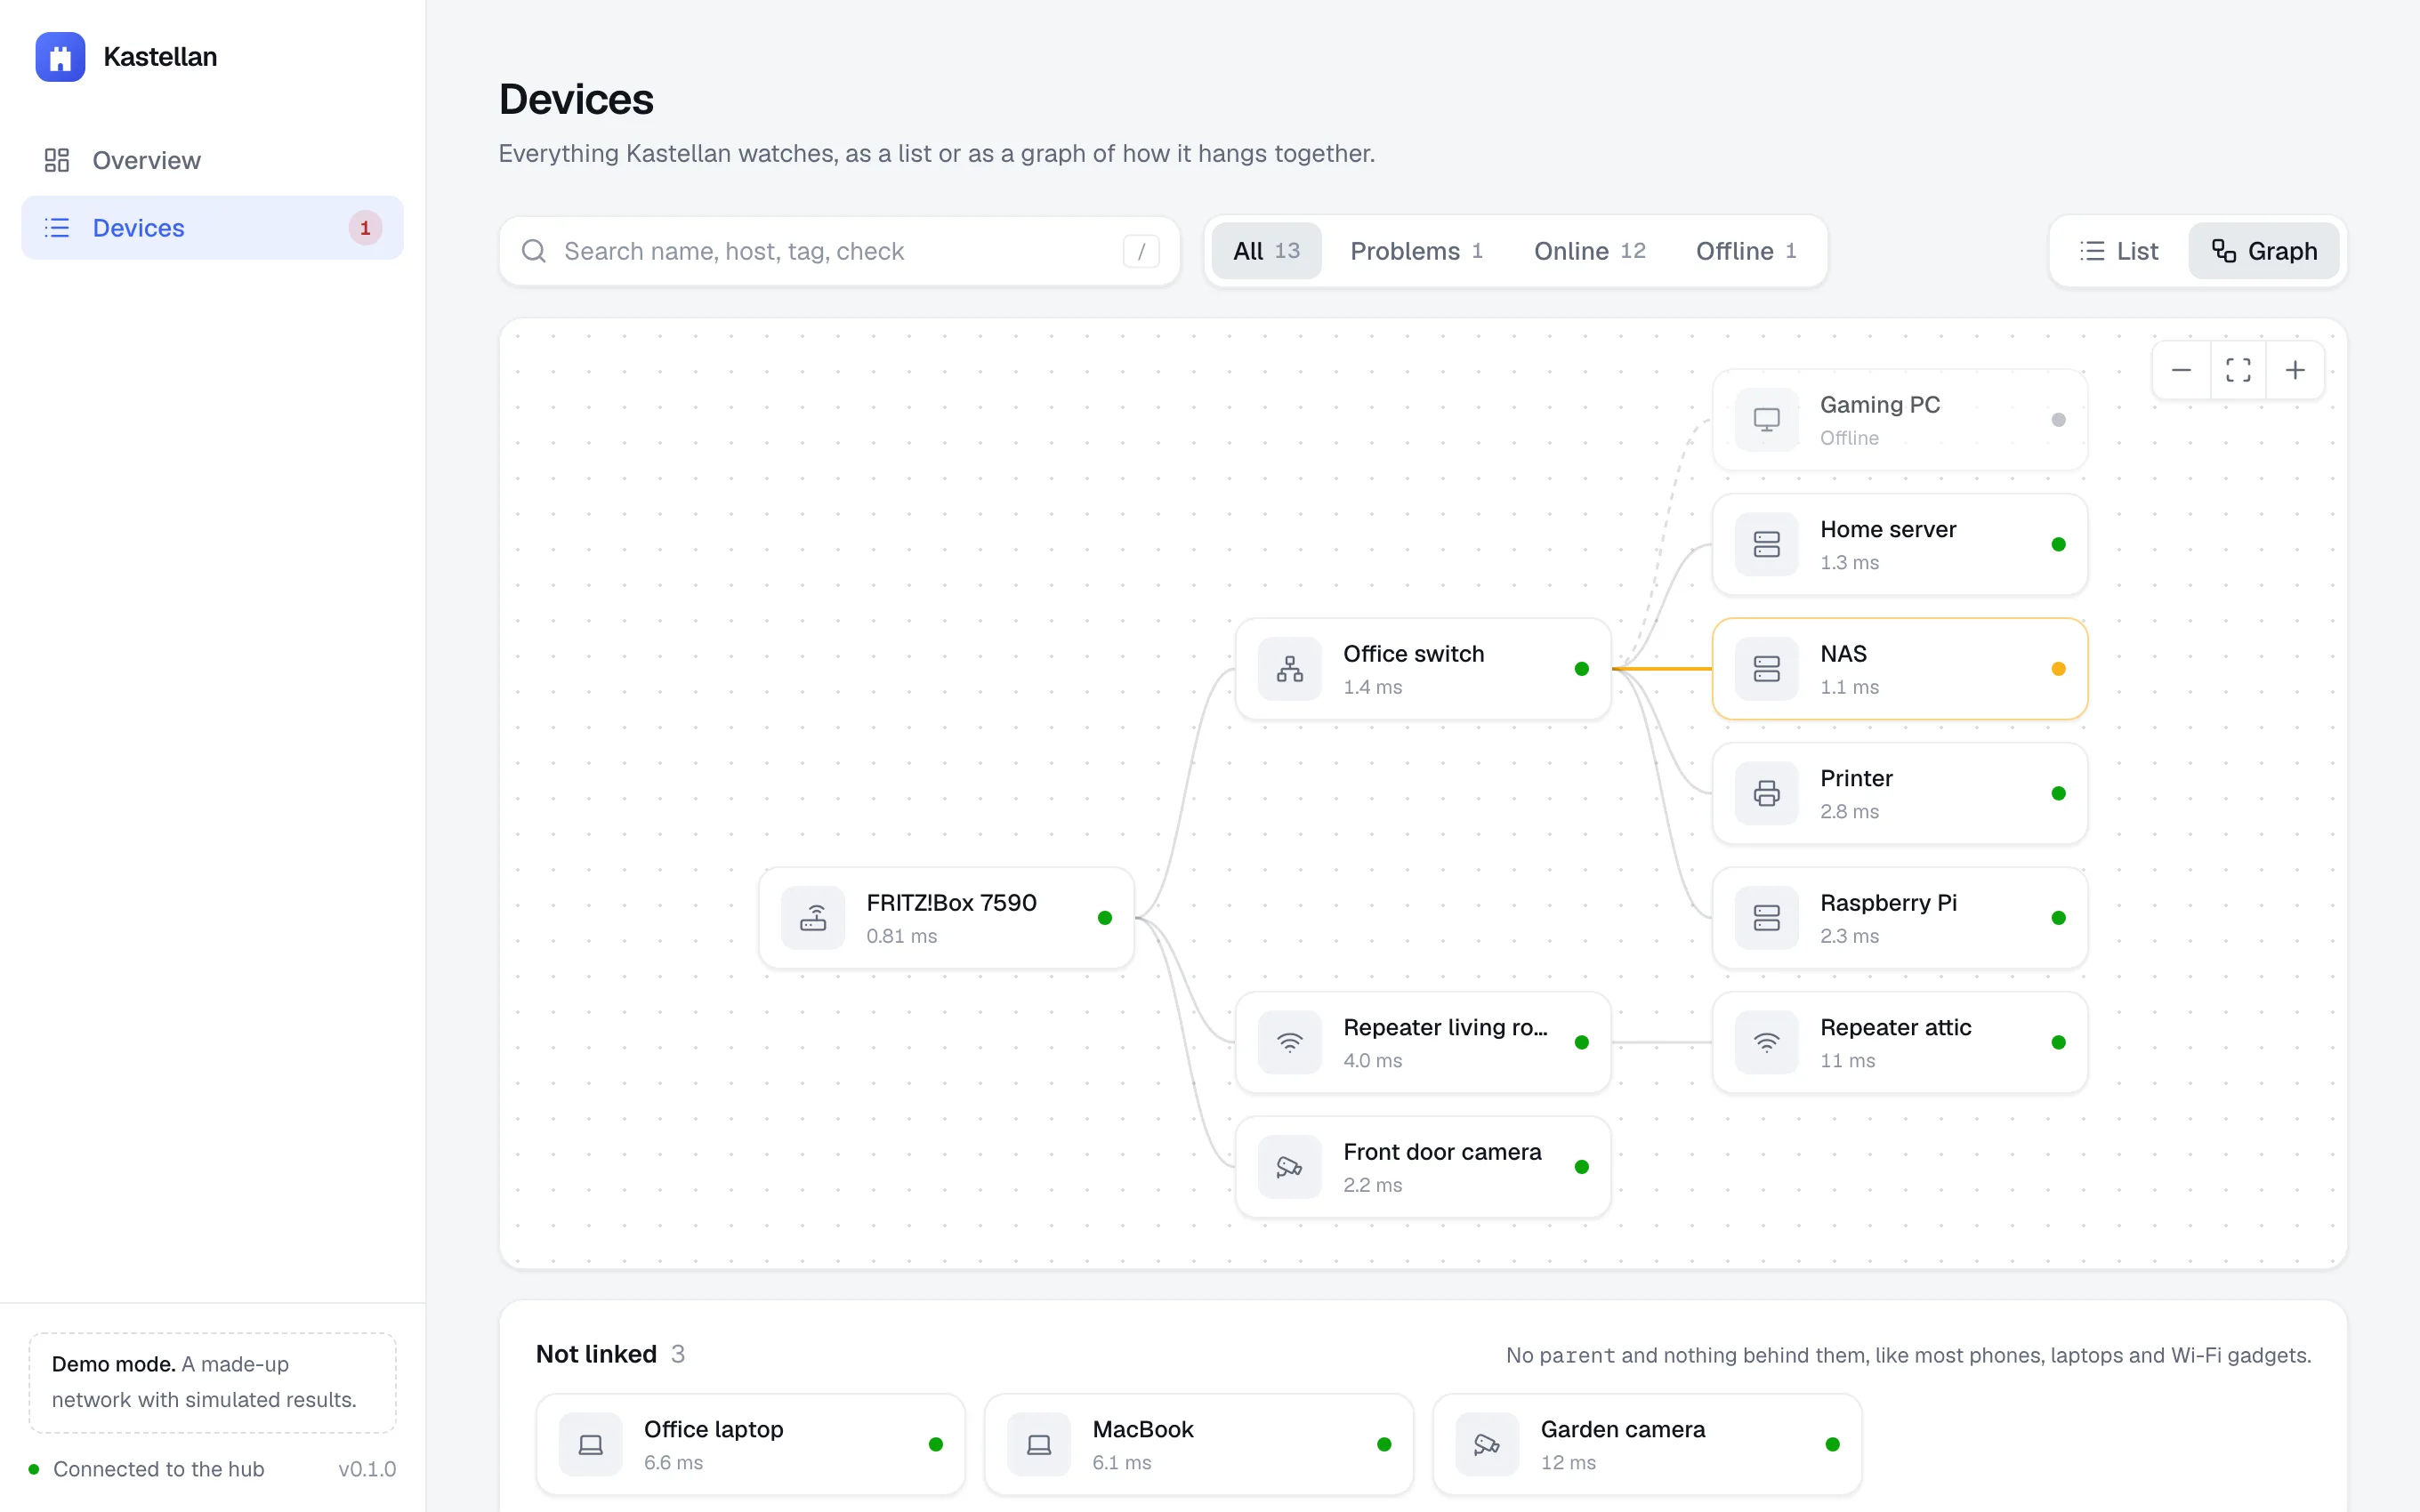 Kastellan
Overview
Devices 1
Devices
Everything Kastellan watches, as a list or as a graph of how it hangs together.
Search name, host, tag, check /
All 13 Problems 1 Online 12 Offline 1
List Graph
Gaming PC
Offline
Home server
1.3 ms
Office switch
1.4 ms
NAS
1.1 ms
Printer
2.8 ms
FRITZ!Box 7590
0.81 ms
Raspberry Pi
2.3 ms
Repeater living ro...
4.0 ms
Repeater attic
11 ms
Front door camera
2.2 ms
Not linked 3
No parent and nothing behind them, like most phones, laptops and Wi-Fi gadgets.
Office laptop
6.6 ms
MacBook
6.1 ms
Garden camera
12 ms
Demo mode. A made-up
network with simulated results.
Connected to the hub v0.1.0